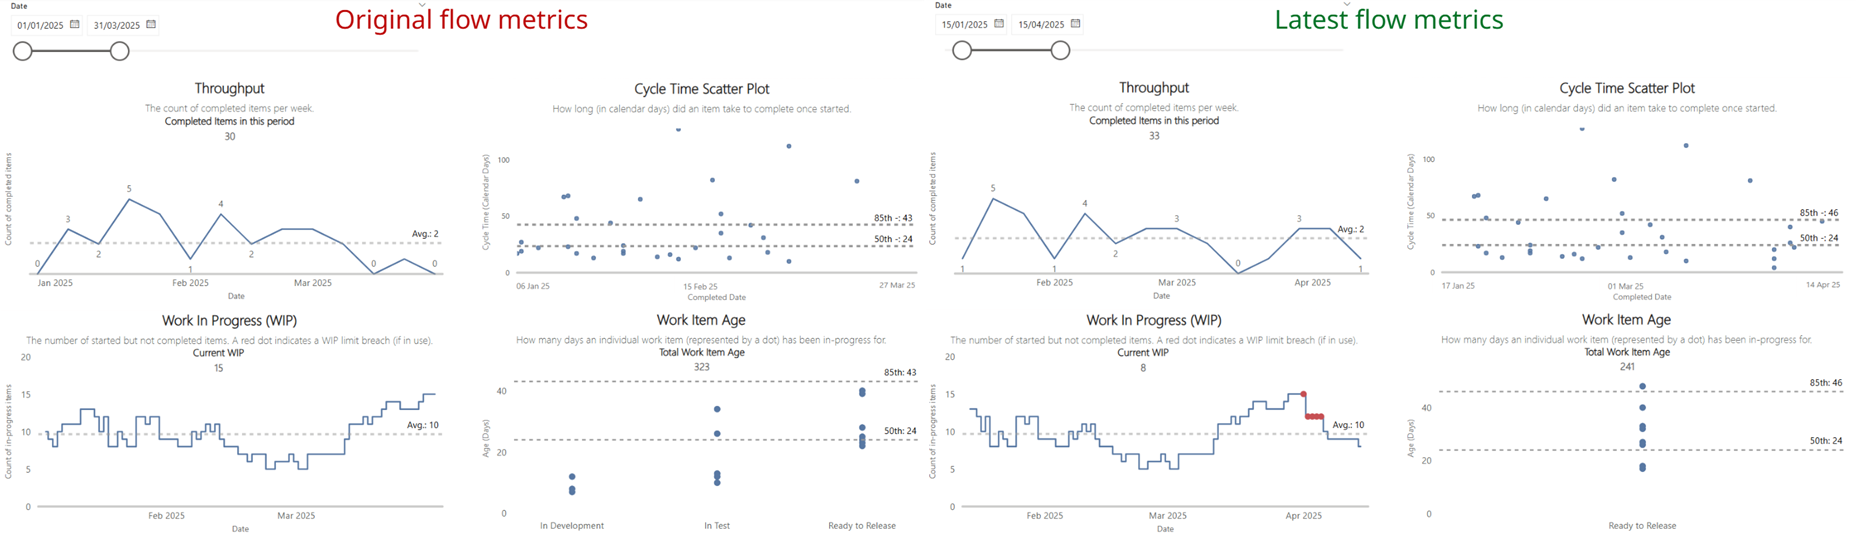 Date
01/01/2025 31/03/2025
Original flow metrics
Throughput
The count of completed items per week.
Completed Items in this period
30
Count of completed items
0
3
2
5
1
4
2
0
0
Avg.: 2
Jan 2025 Feb 2025 Mar 2025
Date
Cycle Time Scatter Plot
How long (in calendar days) did an item take to complete once started.
Cycle Time (Calendar Days)
100
50
0
85th -: 43
50th -: 24
06 Jan 25 15 Feb 25 27 Mar 25
Completed Date
Work In Progress (WIP)
The number of started but not completed items. A red dot indicates a WIP limit breach (if in use).
Current WIP
15
Count of in-progress items
20
15
10
5
0
Avg.: 10
Feb 2025 Mar 2025
Date
Work Item Age
How many days an individual work item (represented by a dot) has been in-progress for.
Total Work Item Age
323
Age (Days)
40
20
0
85th: 43
50th: 24
In Development In Test Ready to Release
Date
15/01/2025 15/04/2025
Latest flow metrics
Throughput
The count of completed items per week.
Completed Items in this period
33
Count of completed items
1
5
1
4
2
3
0
3
1
Avg.: 2
Feb 2025 Mar 2025 Apr 2025
Date
Cycle Time Scatter Plot
How long (in calendar days) did an item take to complete once started.
Cycle Time (Calendar Days)
100
50
0
85th -: 46
50th -: 24
17 Jan 25 01 Mar 25 14 Apr 25
Completed Date
Work In Progress (WIP)
The number of started but not completed items. A red dot indicates a WIP limit breach (if in use).
Current WIP
8
Count of in-progress items
20
15
10
5
0
Avg.: 10
Feb 2025 Mar 2025 Apr 2025
Date
Work Item Age
How many days an individual work item (represented by a dot) has been in-progress for.
Total Work Item Age
241
Age (Days)
40
20
0
85th: 46
50th: 24
Ready to Release